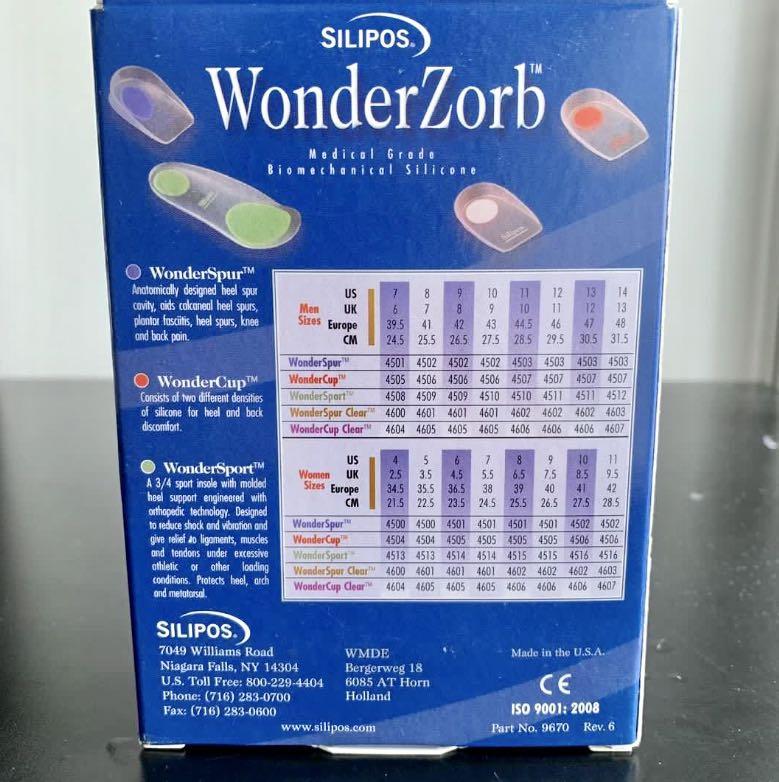 SILIPOS®
WonderZorb™
Medical Grade
Biomechanical Silicone
WonderSpur™
Anatomically designed heel spur
cavity, aids calcaneal heel spurs,
plantar fasciitis, heel spurs, knee
and back pain.
WonderCup™
Consists of two different densities
of silicone for heel and back
discomfort.
WonderSport™
A 3/4 sport insole with molded
heel support engineered with
orthopedic technology. Designed
to reduce shock and vibration and
give relief to ligaments, muscles
and tendons under excessive
athletic or other loading
conditions. Protects heel, arch
and metatarsal.
Men Sizes
US 7 8 9 10 11 12 13 14
UK 6 7 8 9 10 11 12 13
Europe 39.5 41 42 43 44.5 46 47 48
CM 24.5 25.5 26.5 27.5 28.5 29.5 30.5 31.5
WonderSpur™ 4501 4502 4502 4502 4503 4503 4503 4503
WonderCup™ 4505 4506 4506 4506 4507 4507 4507 4507
WonderSport™ 4508 4509 4509 4510 4510 4511 4511 4512
WonderSpur Clear™ 4600 4601 4601 4601 4602 4602 4602 4603
WonderCup Clear™ 4604 4605 4605 4605 4606 4606 4606 4607
Women Sizes
US 4 5 6 7 8 9 10 11
UK 2.5 3.5 4.5 5.5 6.5 7.5 8.5 9.5
Europe 34.5 35.5 36.5 38 39 40 41 42
CM 21.5 22.5 23.5 24.5 25.5 26.5 27.5 28.5
WonderSpur™ 4500 4500 4501 4501 4501 4501 4502 4502
WonderCup™ 4504 4504 4505 4505 4505 4505 4506 4506
WonderSport™ 4513 4513 4514 4514 4515 4515 4516 4516
WonderSpur Clear™ 4600 4601 4601 4601 4602 4602 4602 4603
WonderCup Clear™ 4604 4605 4605 4605 4606 4606 4606 4607
SILIPOS®
7049 Williams Road
Niagara Falls, NY 14304
U.S. Toll Free: 800-229-4404
Phone: (716) 283-0700
Fax: (716) 283-0600
WMDE
Bergerweg 18
6085 AT Horn
Holland
www.silipos.com
Made in the U.S.A.
CE
ISO 9001: 2008
Part No. 9670 Rev. 6